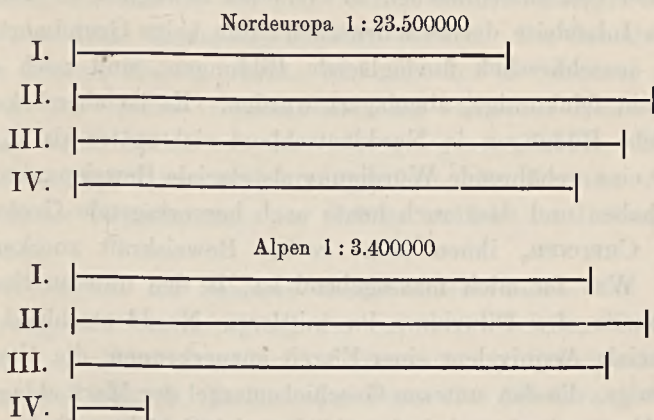 Nordeuropa 1 : 23.500000
I.
II.
III.
IV.
Alpen 1 : 3.400000
I.
II.
III.
IV.